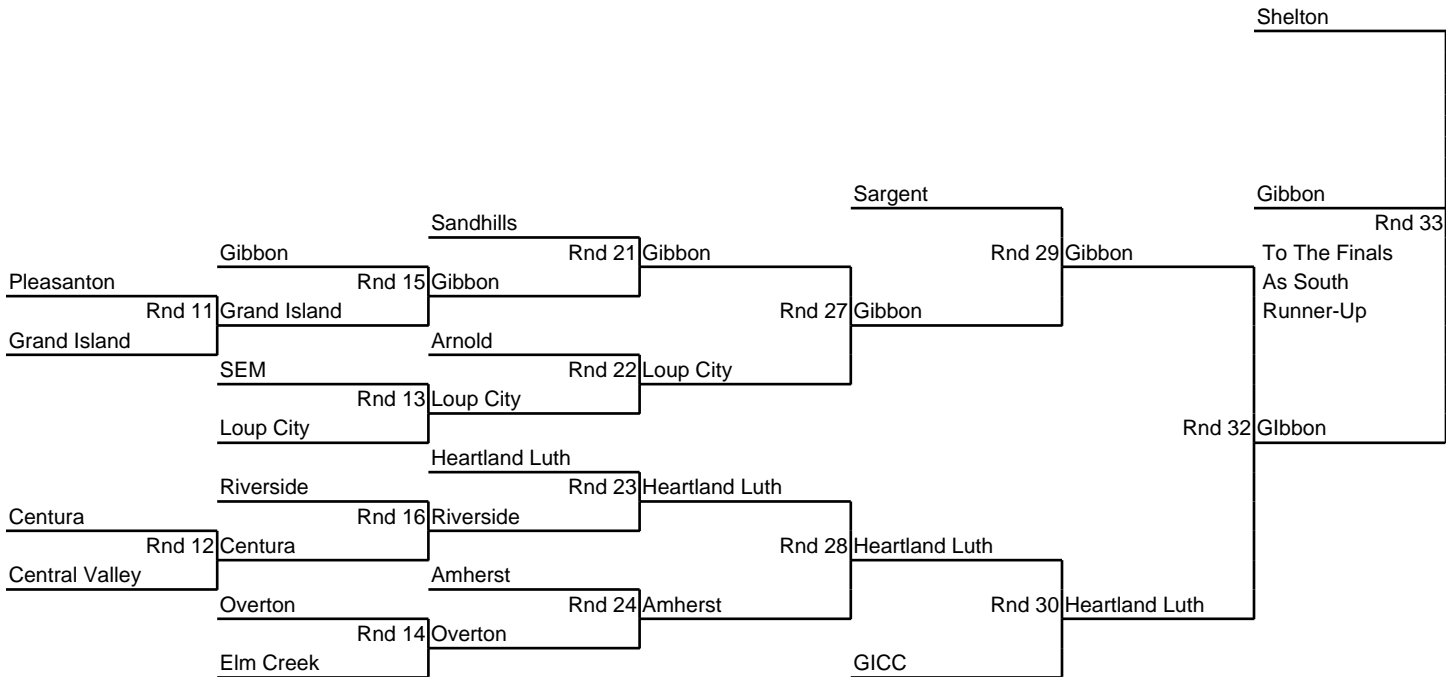 Shelton
Sargent
Gibbon
Sandhills
Rnd 33
Gibbon
Rnd 21 Gibbon
Rnd 29 Gibbon
To The Finals
Pleasanton
Rnd 15 Gibbon
As South
Rnd 11 Grand Island
Rnd 27 Gibbon
Runner-Up
Grand Island
Arnold
SEM
Rnd 22 Loup City
Rnd 13 Loup City
Loup City
Rnd 32 GIbbon
Heartland Luth
Riverside
Rnd 23 Heartland Luth
Centura
Rnd 16 Riverside
Rnd 12 Centura
Rnd 28 Heartland Luth
Central Valley
Amherst
Overton
Rnd 24 Amherst
Rnd 30 Heartland Luth
Rnd 14 Overton
Elm Creek
GICC